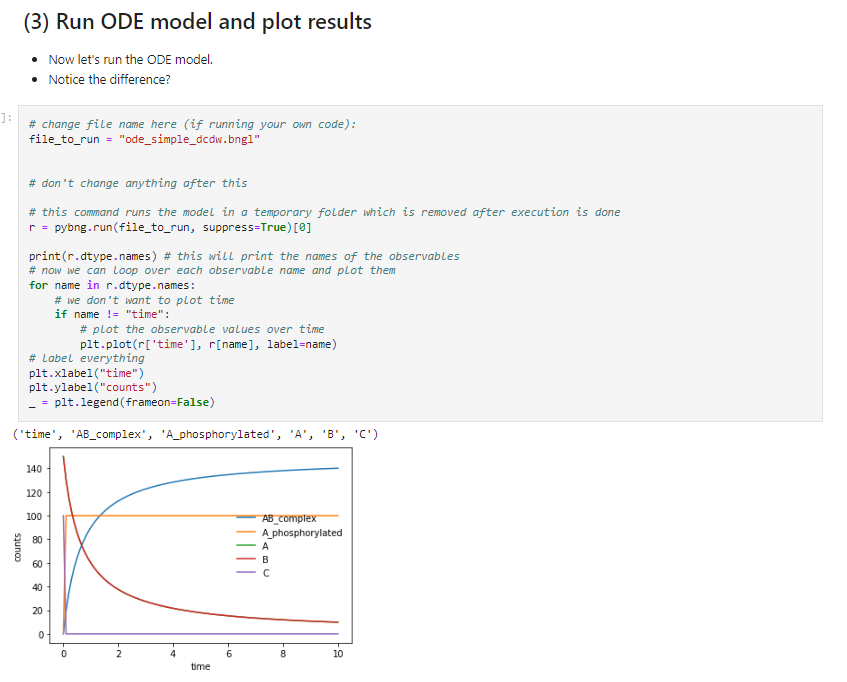 (3) Run ODE model and plot results
• Now let's run the ODE model.
• Notice the difference?
]:
# change file name here (if running your own code):
file_to_run = "ode_simple_dcdw.bngl"
# don't change anything after this
# this command runs the model in a temporary folder which is removed after execution is done
r = pybng.run(file_to_run, suppress=True)[0]
print(r.dtype.names) # this will print the names of the observables
# now we can loop over each observable name and plot them
for name in r.dtype.names:
    # we don't want to plot time
    if name != "time":
        # plot the observable values over time
        plt.plot(r['time'], r[name], label=name)
# label everything
plt.xlabel("time")
plt.ylabel("counts")
_ = plt.legend(frameon=False)
('time', 'AB_complex', 'A_phosphorylated', 'A', 'B', 'C')
140
120
100
80
60
40
20
0
counts
AB_complex
A_phosphorylated
A
B
C
0 2 4 6 8 10
time